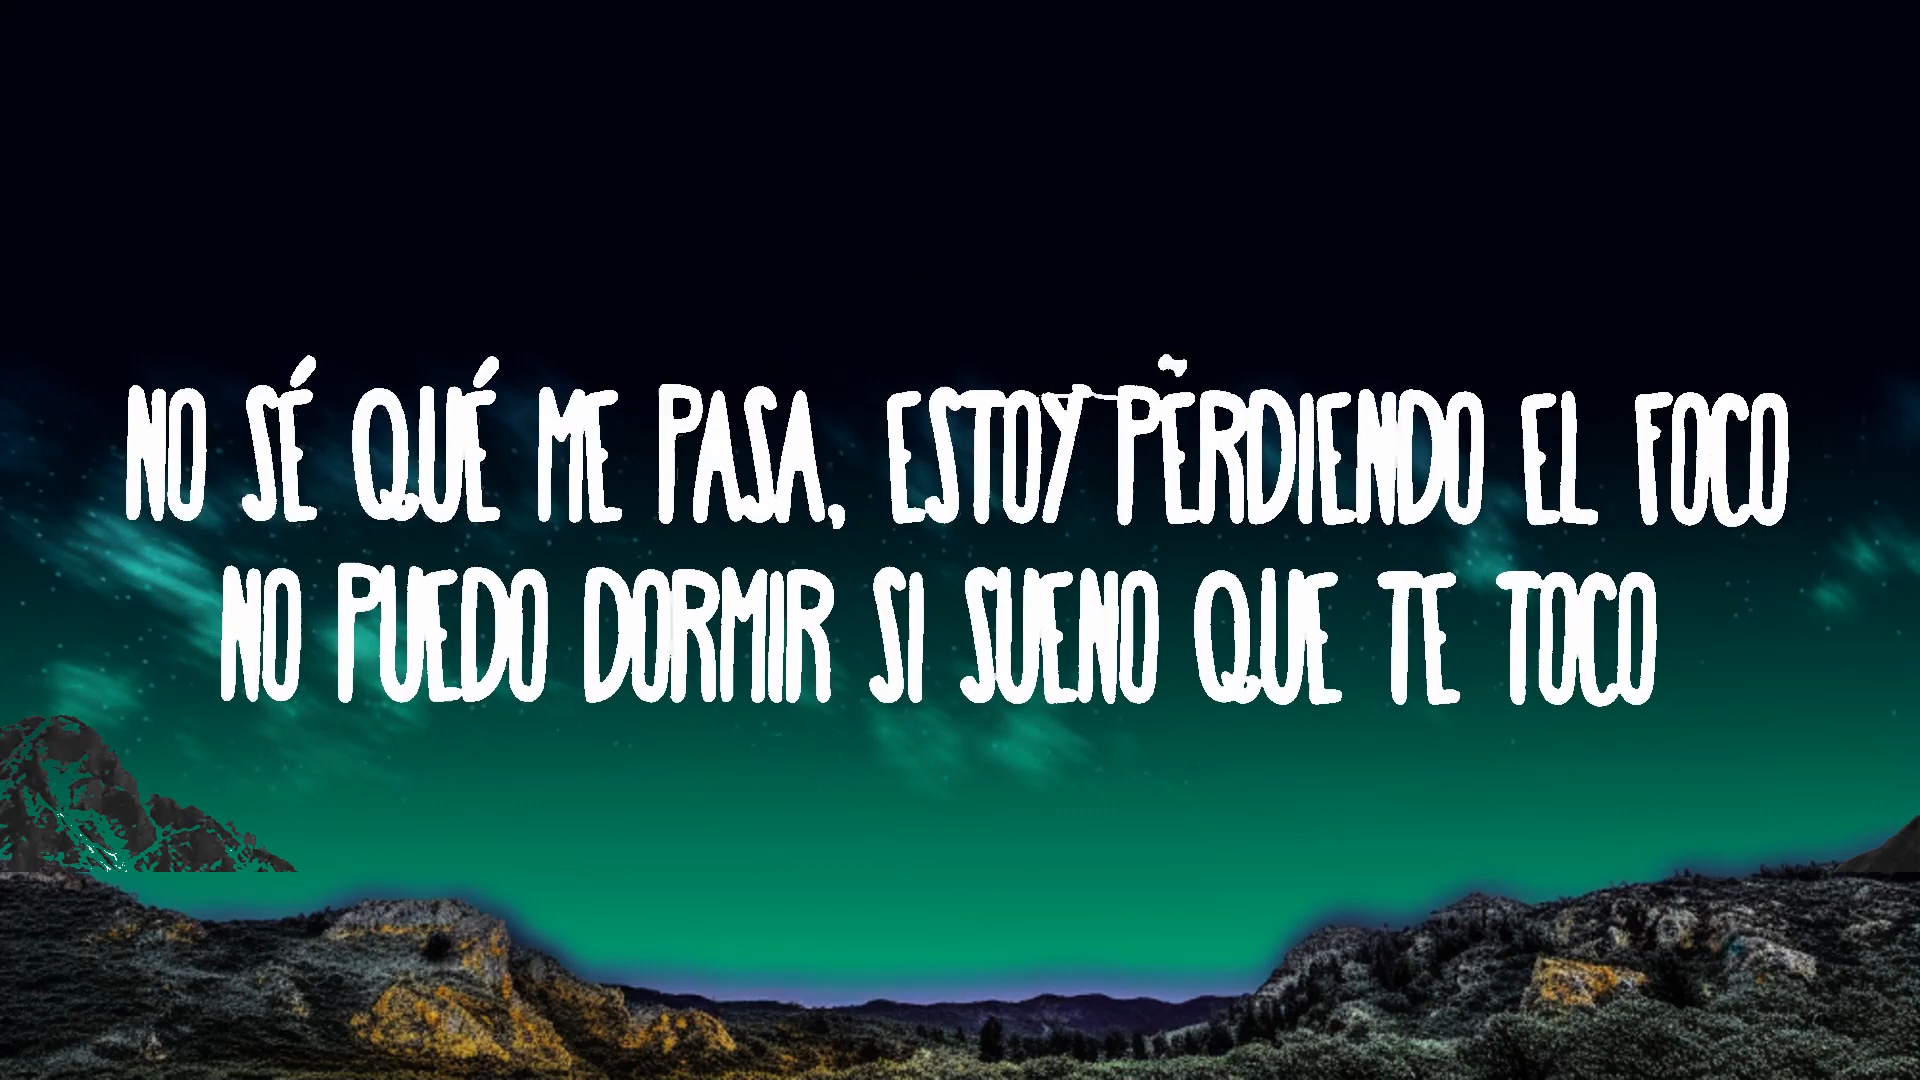 NO SÉ QUÉ ME PASA, ESTOY PERDIENDO EL FOCO
NO PUEDO DORMIR SI SUENO QUE TE TOCO